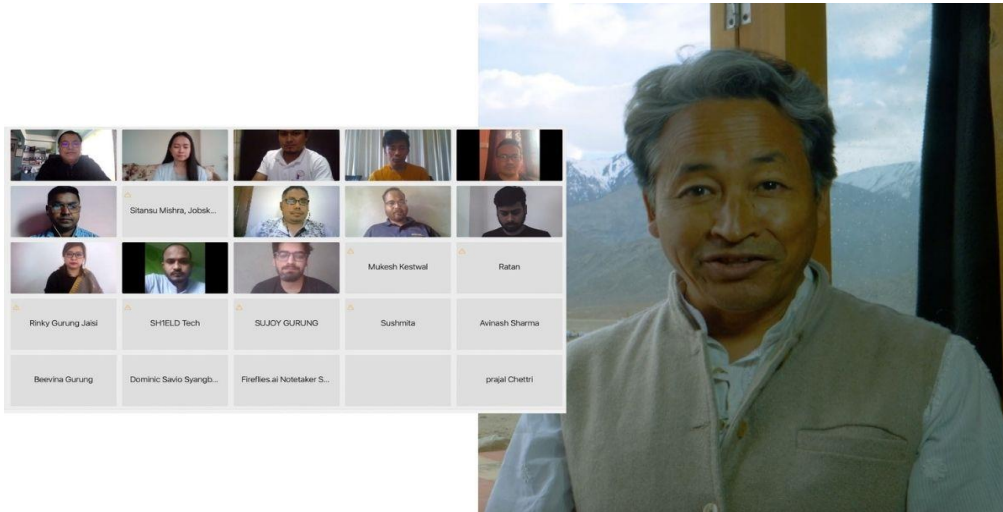 Sitansu Mishra, Jobsk...
Mukesh Kestwal
Ratan
Rinky Gurung Jaisi
SH1ELD Tech
SUJOY GURUNG
Sushmita
Avinash Sharma
Beevina Gurung
Dominic Savio Syangb...
Fireflies.ai Notetaker S...
prajal Chettri